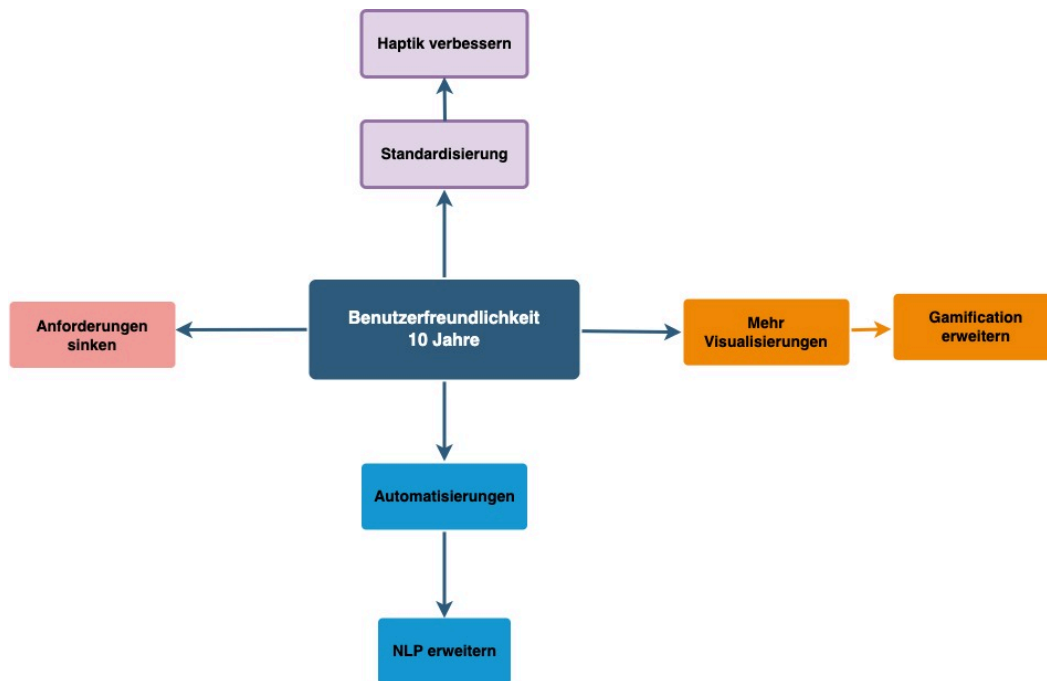 Haptik verbessern
Standardisierung
Anforderungen
sinken
Benutzerfreundlichkeit
10 Jahre
Mehr
Visualisierungen
Gamification
erweitern
Automatisierungen
NLP erweitern